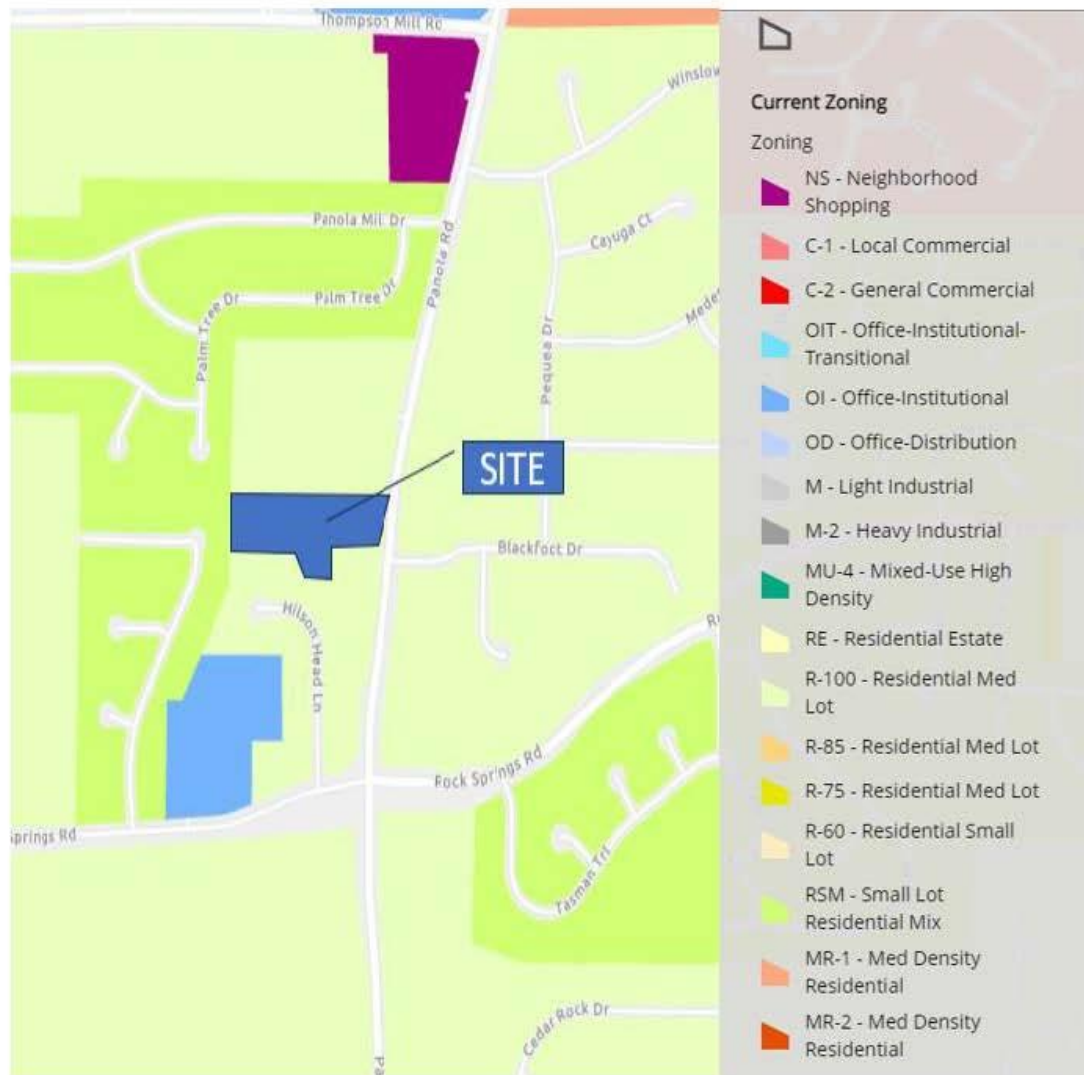 Thompson Mill Rd
Winslow
Panola Mill Dr
Cayuga Ct
Panola Rd
Palm Tree Dr
Palm Tree Dr
Pequea Dr
SITE
Blackfoot Dr
Hilson Head Ln
Rock Springs Rd
Springs Rd
Tasman Trl
Cedar Rock Dr
Current Zoning
Zoning
NS - Neighborhood
Shopping
C-1 - Local Commercial
C-2 - General Commercial
OIT - Office-Institutional-
Transitional
OI - Office-Institutional
OD - Office-Distribution
M - Light Industrial
M-2 - Heavy Industrial
MU-4 - Mixed-Use High
Density
RE - Residential Estate
R-100 - Residential Med
Lot
R-85 - Residential Med Lot
R-75 - Residential Med Lot
R-60 - Residential Small
Lot
RSM - Small Lot
Residential Mix
MR-1 - Med Density
Residential
MR-2 - Med Density
Residential